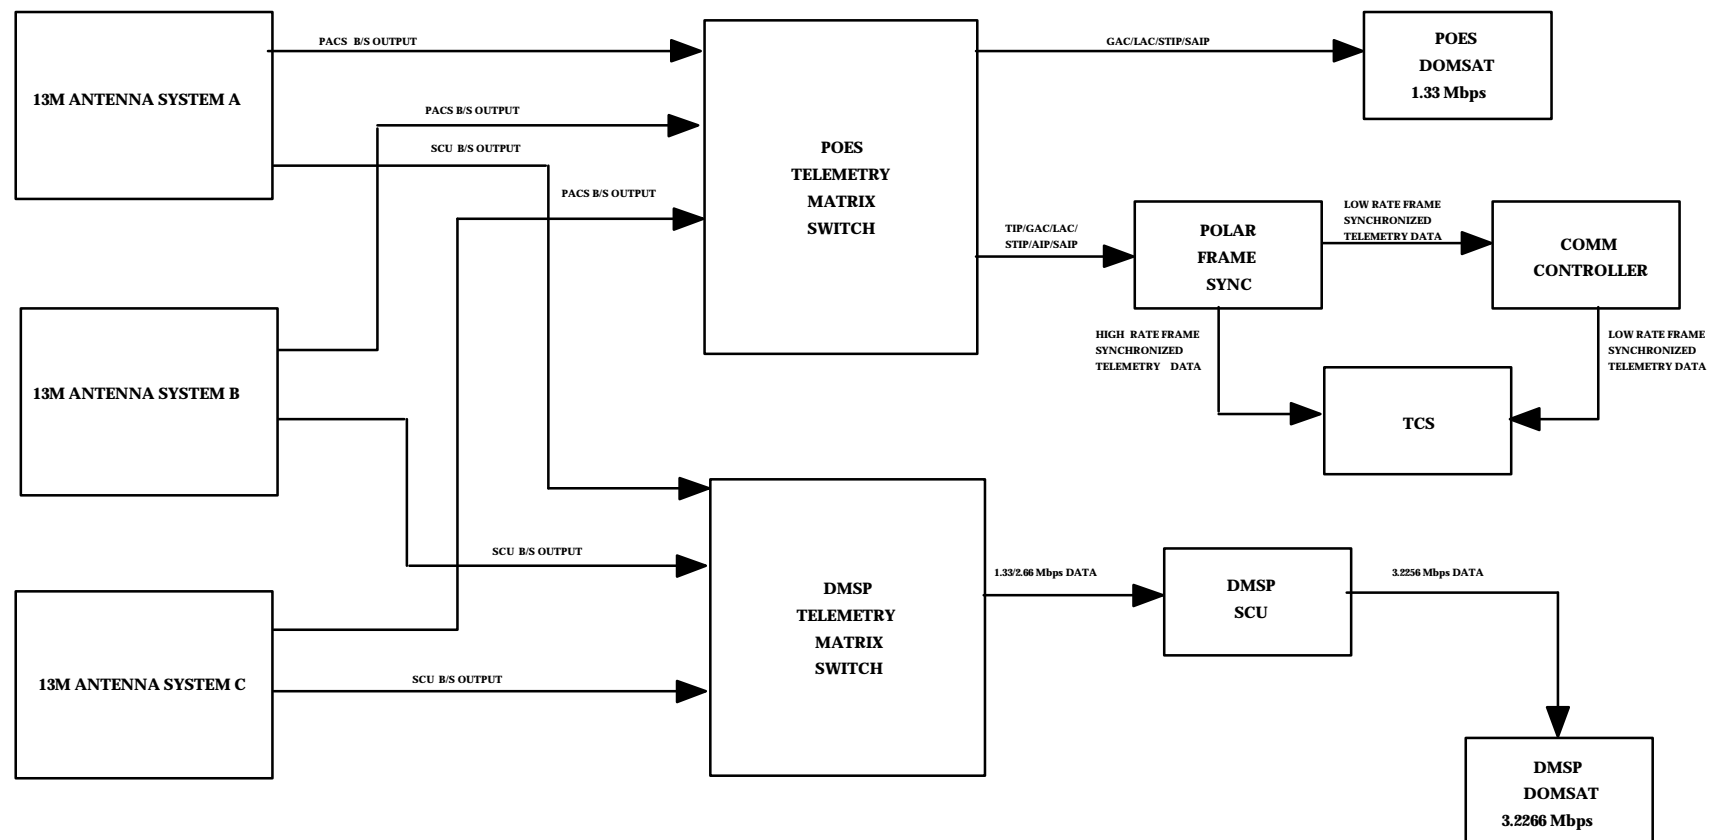 PACS B/S OUTPUT
GAC/LAC/STIP/SAIP
POES
DOMSAT
1.33 Mbps
13M ANTENNA SYSTEM A
PACS B/S OUTPUT
SCU B/S OUTPUT
PACS B/S OUTPUT
POES
TELEMETRY
MATRIX
SWITCH
TIP/GAC/LAC/
STIP/AIP/SAIP
POLAR
FRAME
SYNC
LOW RATE FRAME
SYNCHRONIZED
TELEMETRY DATA
COMM
CONTROLLER
HIGH RATE FRAME
SYNCHRONIZED
TELEMETRY DATA
LOW RATE FRAME
SYNCHRONIZED
TELEMETRY DATA
13M ANTENNA SYSTEM B
TCS
SCU B/S OUTPUT
DMSP
TELEMETRY
MATRIX
SWITCH
1.33/2.66 Mbps DATA
DMSP
SCU
3.2256 Mbps DATA
13M ANTENNA SYSTEM C
SCU B/S OUTPUT
DMSP
DOMSAT
3.2266 Mbps